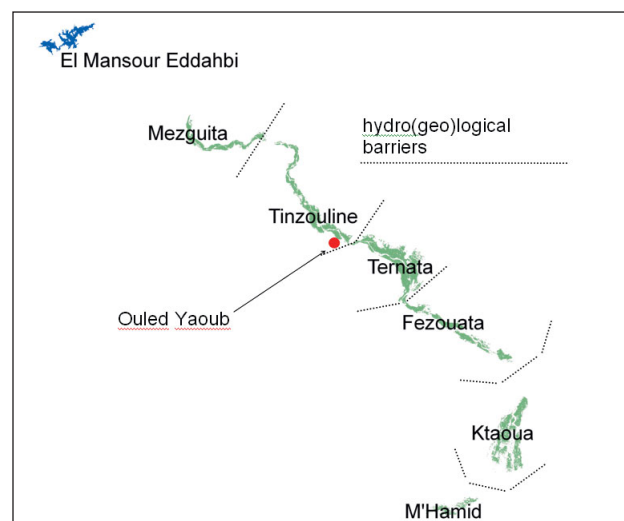 El Mansour Eddahbi
Mezguita
hydro(geo)logical
barriers
Tinzouline
Ternata
Ouled Yaoub
Fezouata
Ktaoua
M'Hamid